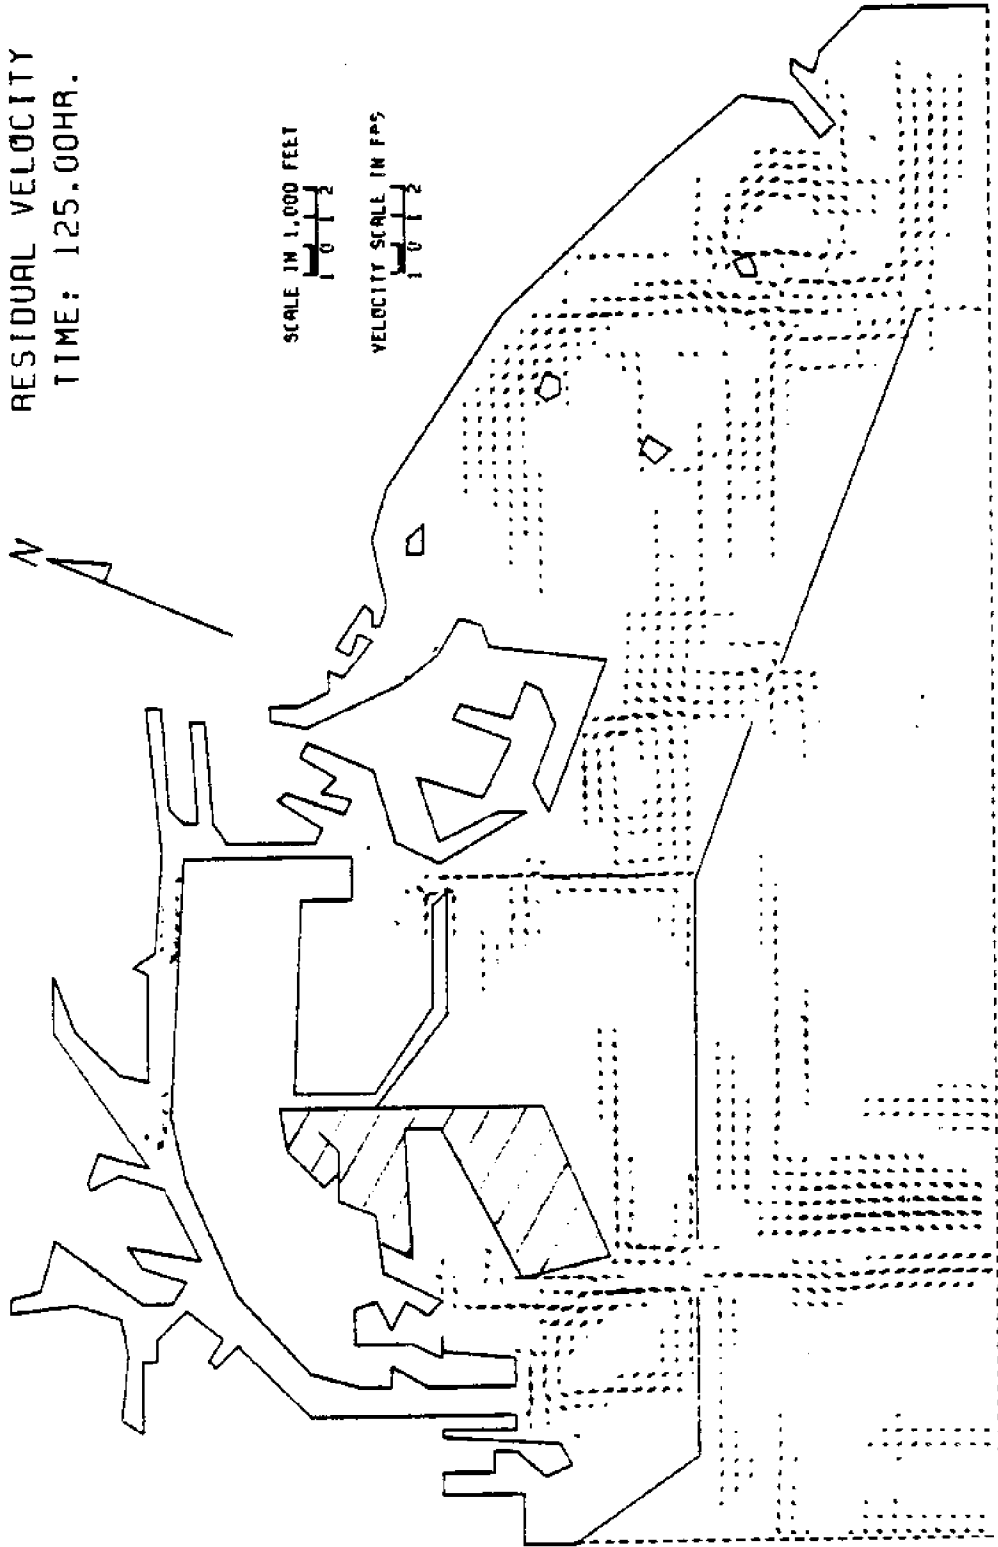 RESIDUAL VELOCITY
TIME: 125.00HR.
SCALE IN 1,000 FEET
1 0 1 2
VELOCITY SCALE IN FPS
1 0 1 2
N